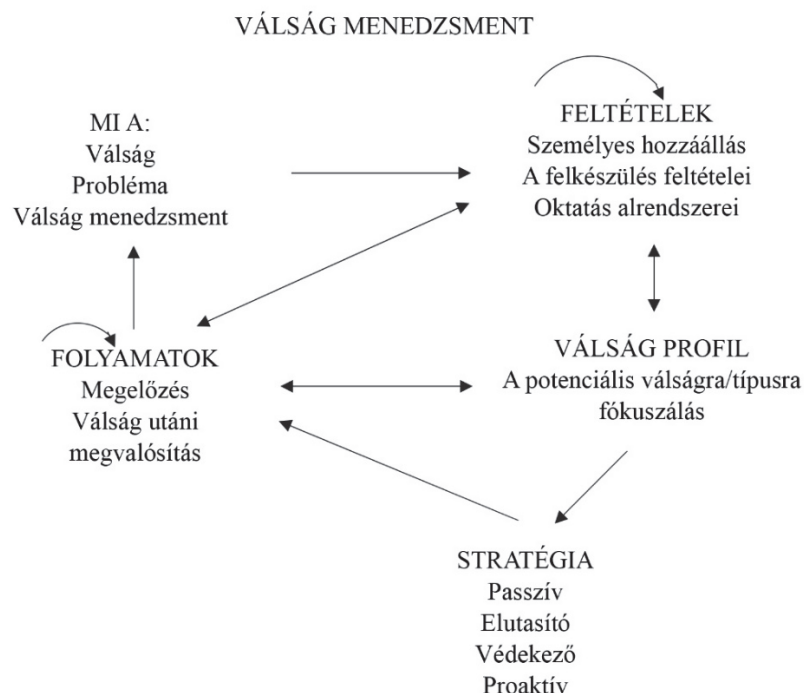 VÁLSÁG MENEDZSMENT
MI A:
Válság
Probléma
Válság menedzsment
FELTÉTELEK
Személyes hozzáállás
A felkészülés feltételei
Oktatás alrendszerei
FOLYAMATOK
Megelőzés
Válság utáni
megvalósítás
VÁLSÁG PROFIL
A potenciális válságra/típusra
fókuszálás
STRATÉGIA
Passzív
Elutasító
Védekező
Proaktív